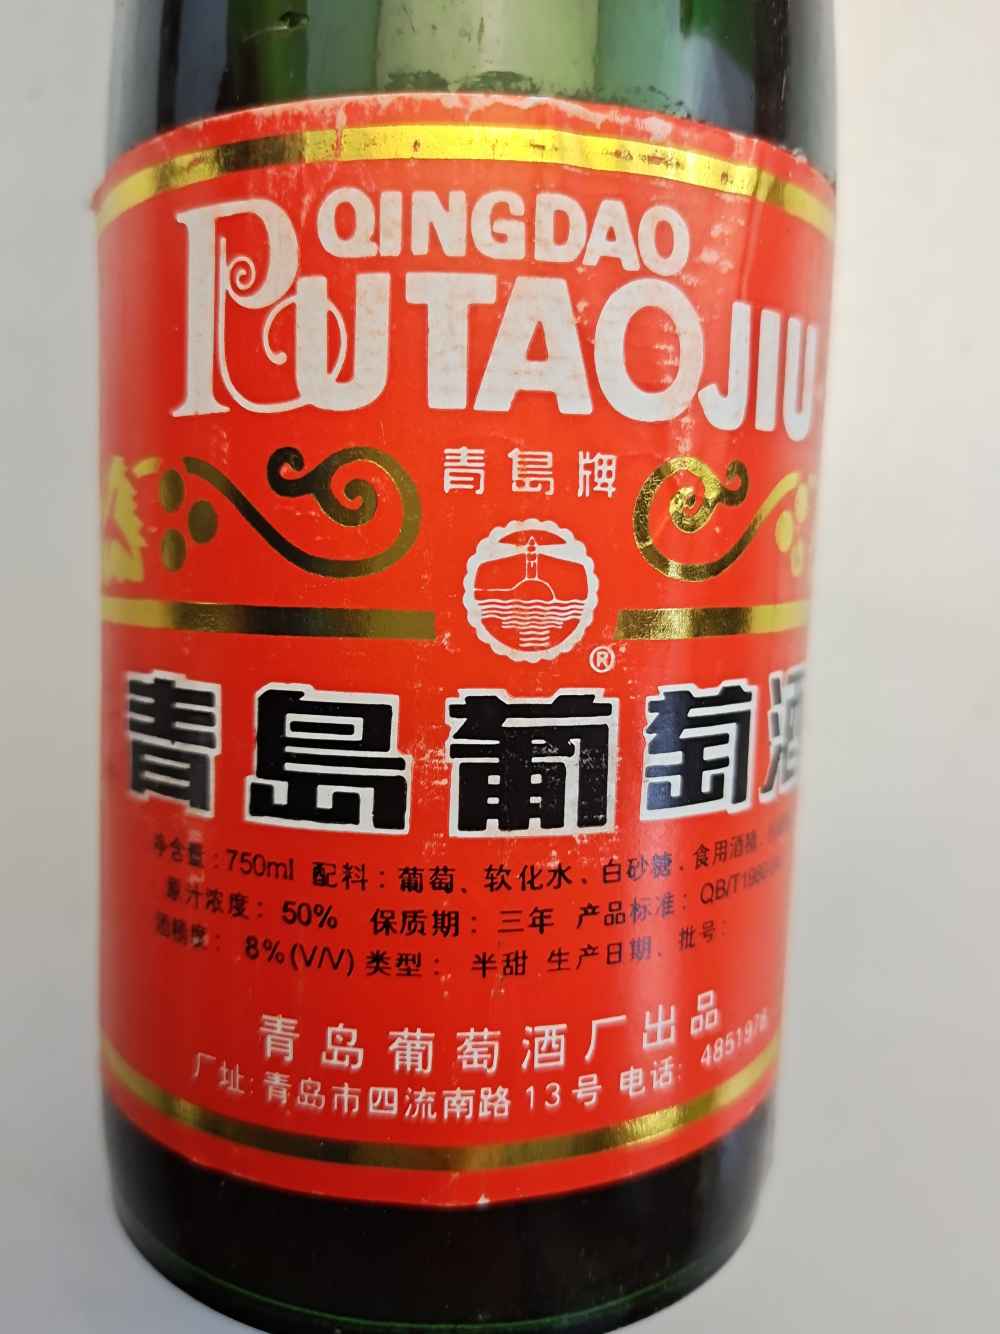 QINGDAO
PUTAOJIU
青島牌
®
青島葡萄酒
净含量:750ml 配料:葡萄、软化水、白砂糖、食用酒精、
原汁浓度: 50% 保质期: 三年 产品标准: QB/T1980
酒精度: 8%(V/V) 类型: 半甜 生产日期、批号:
青岛葡萄酒厂出品
厂址:青岛市四流南路13号 电话: 4851976